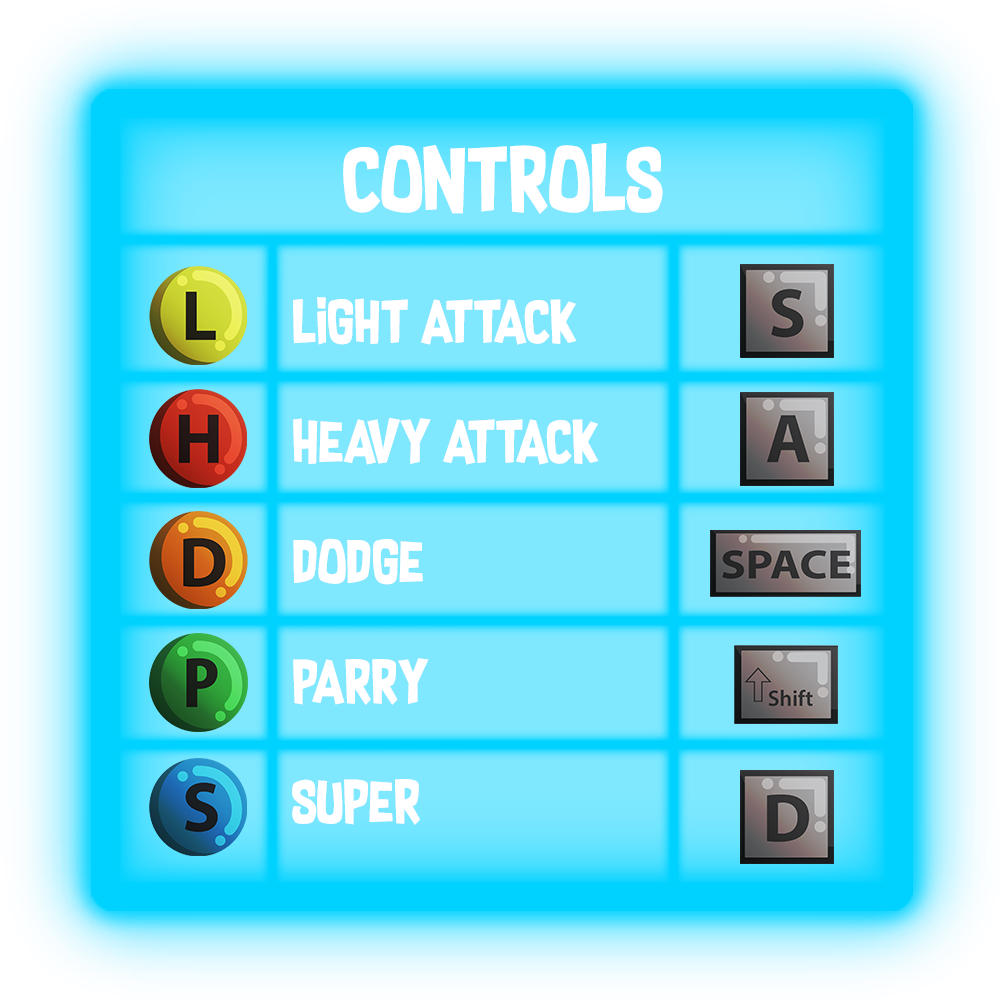 CONTROLS
L LiGHT ATTACK S
H HEAVY ATTACK A
D DODGE SPACE
P PARRY Shift
S SUPER D